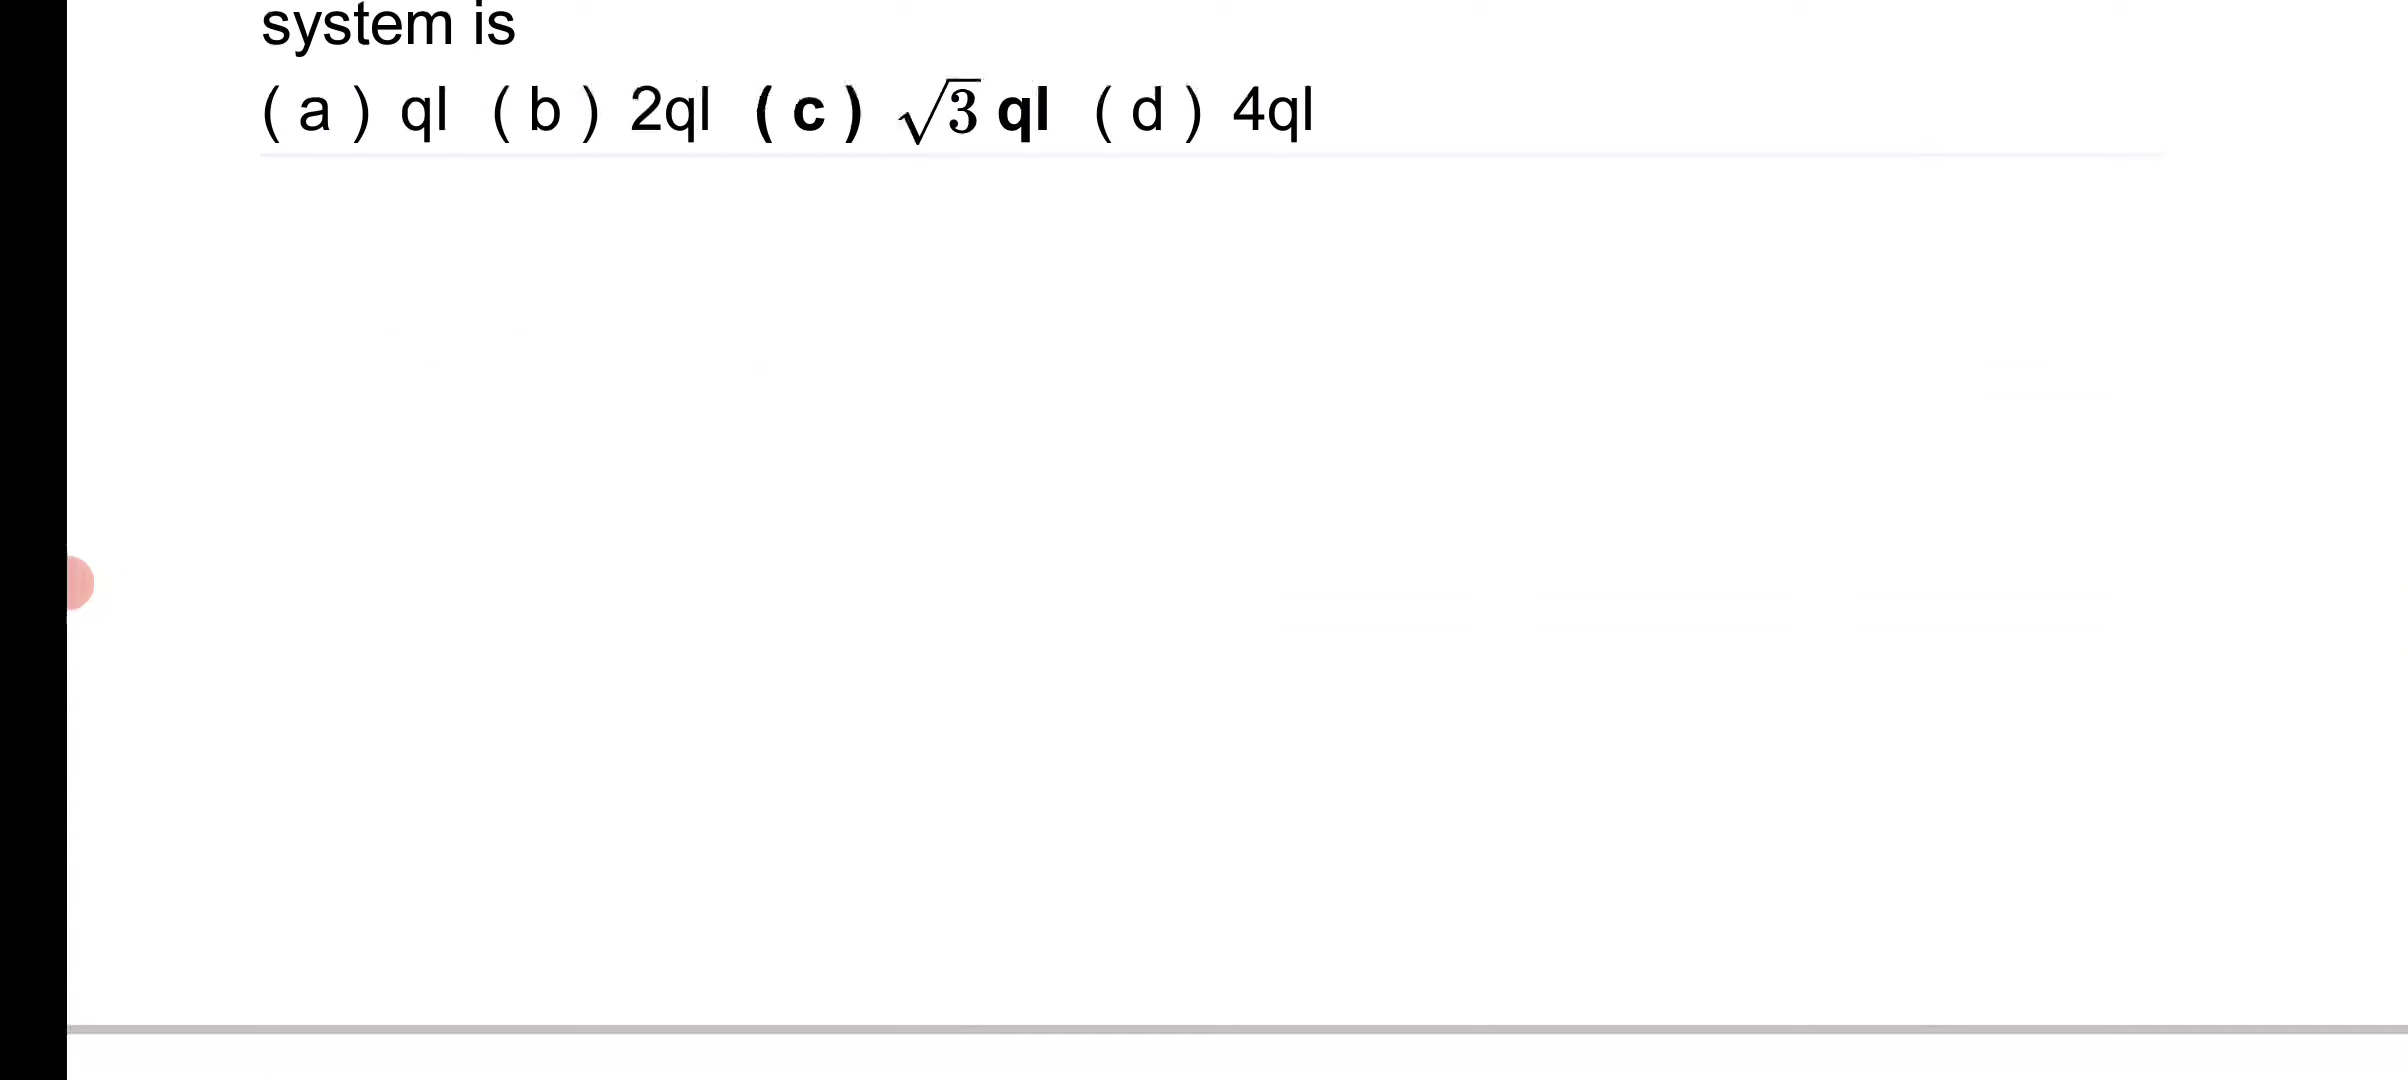 system is
( a ) ql ( b ) 2ql ( c ) √3 ql ( d ) 4ql